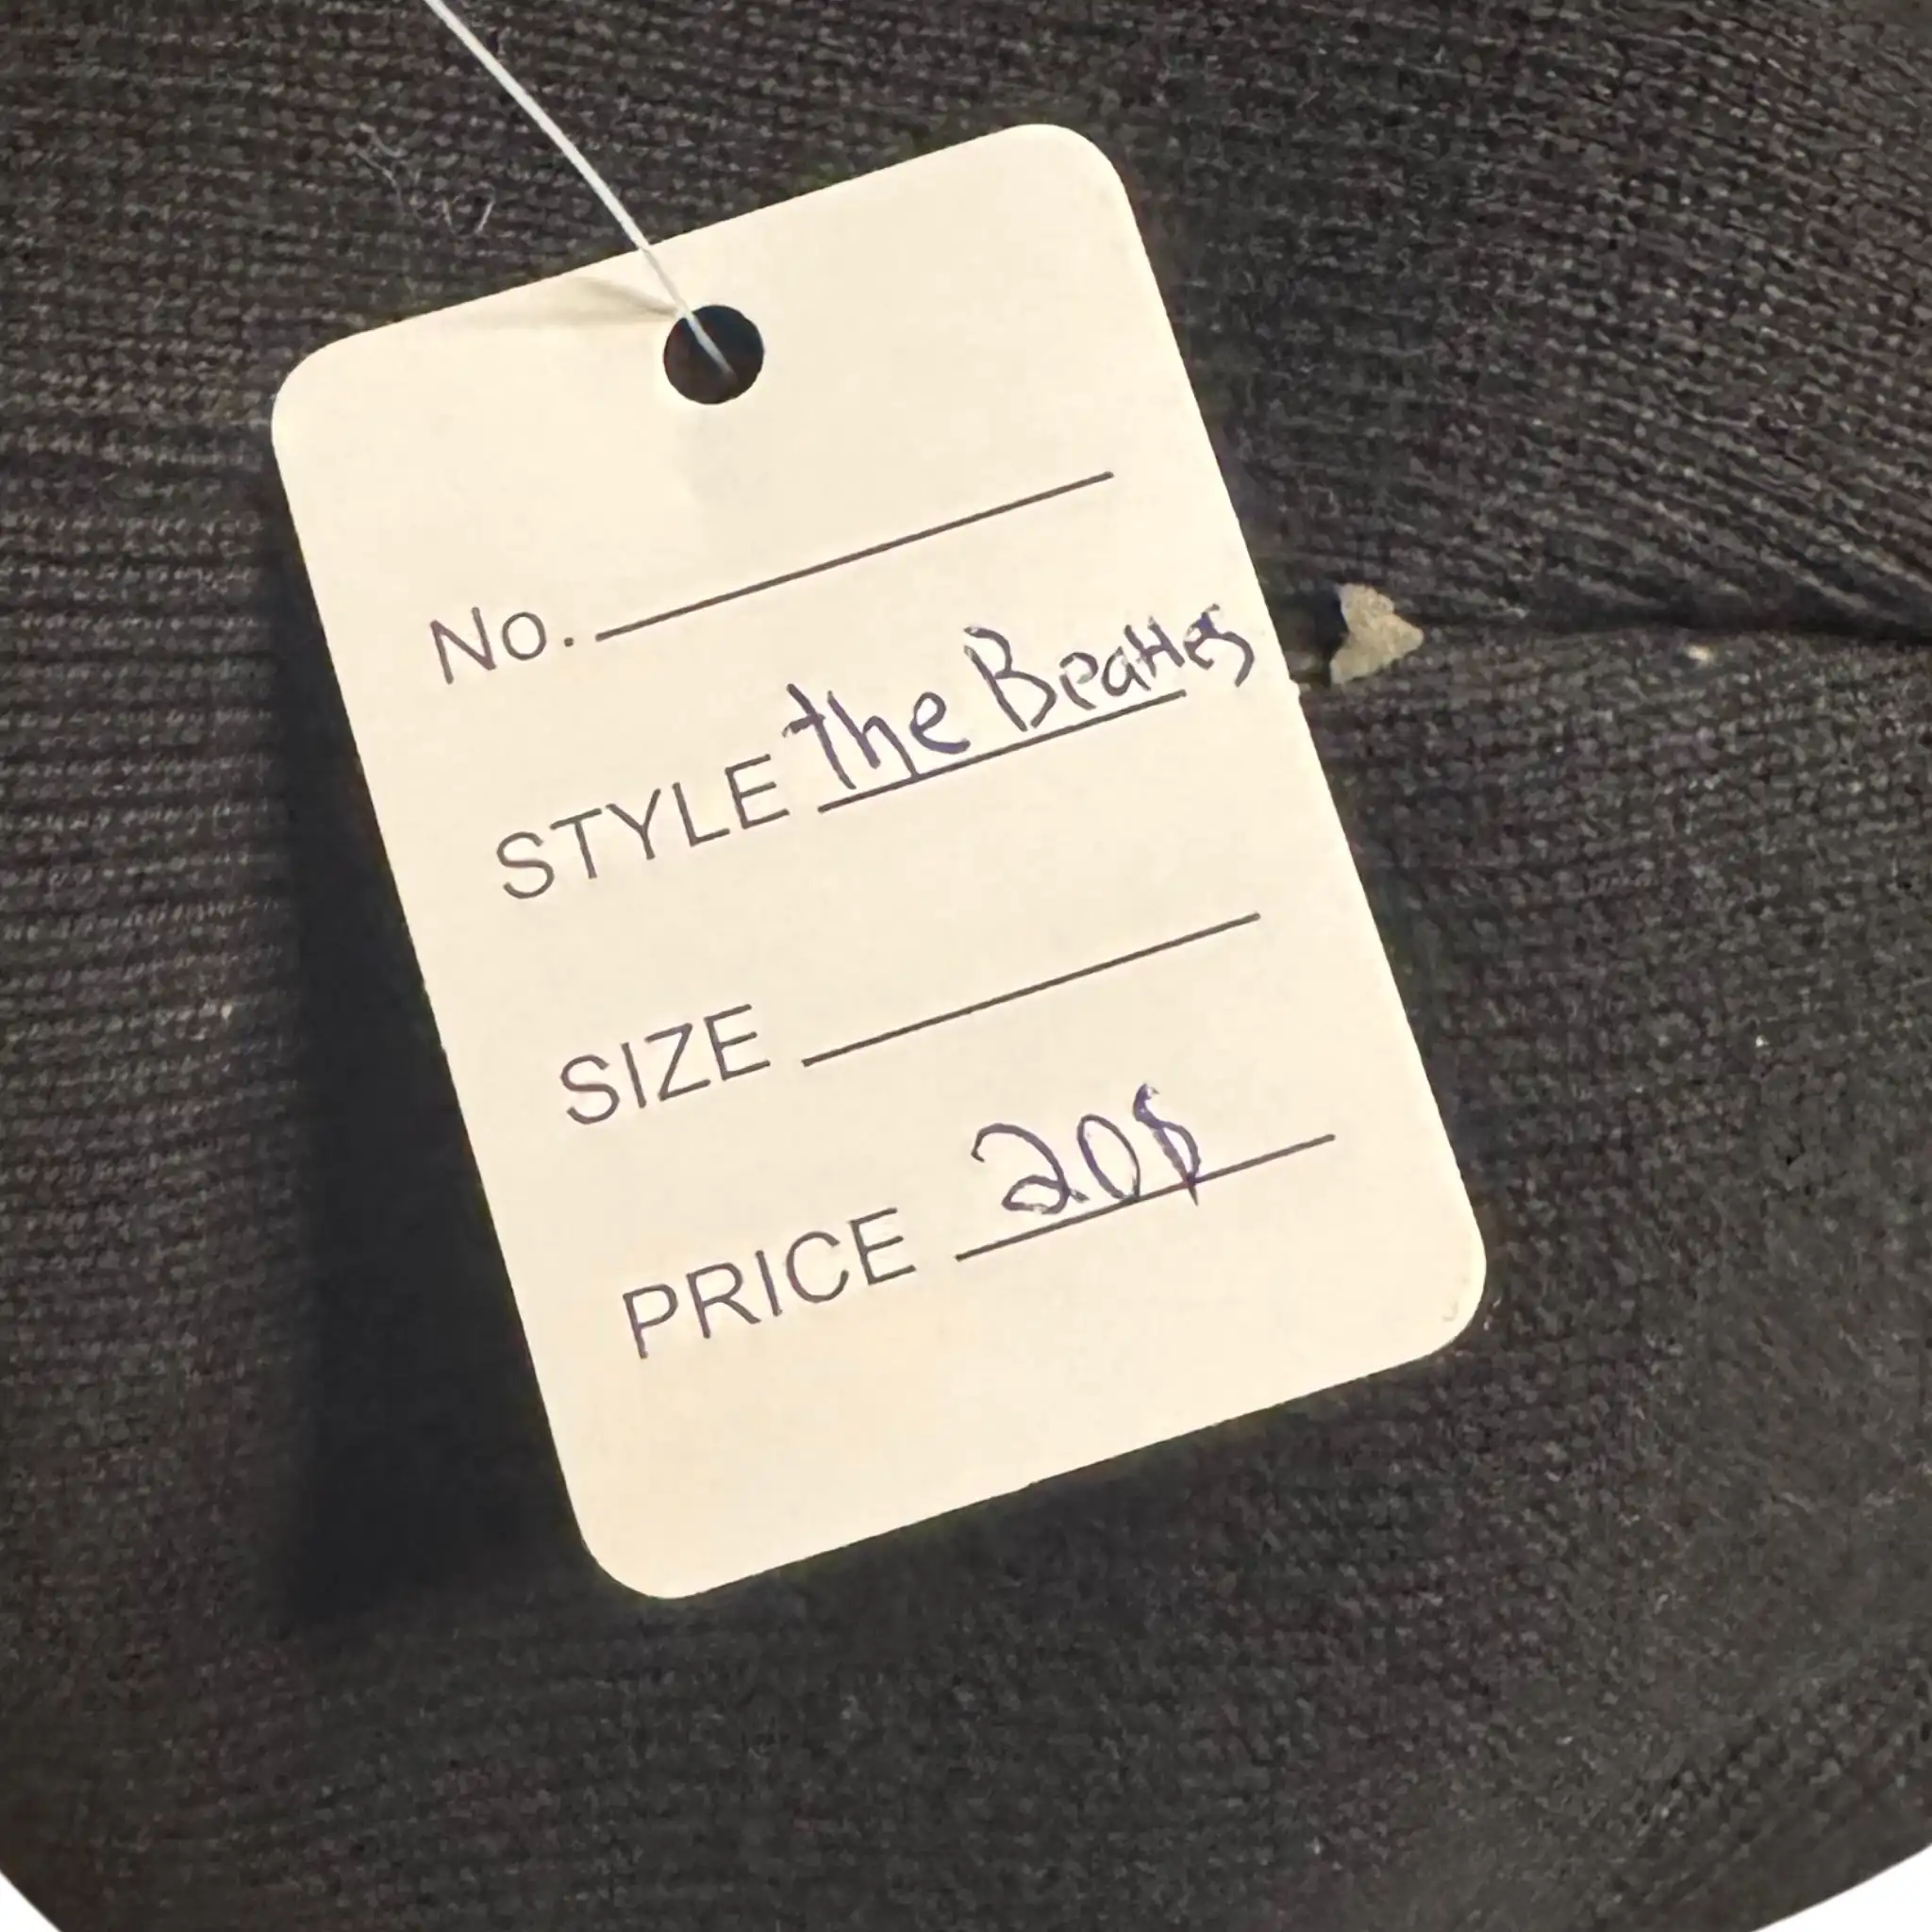 No.
STYLE the Beatles
SIZE
PRICE 20$